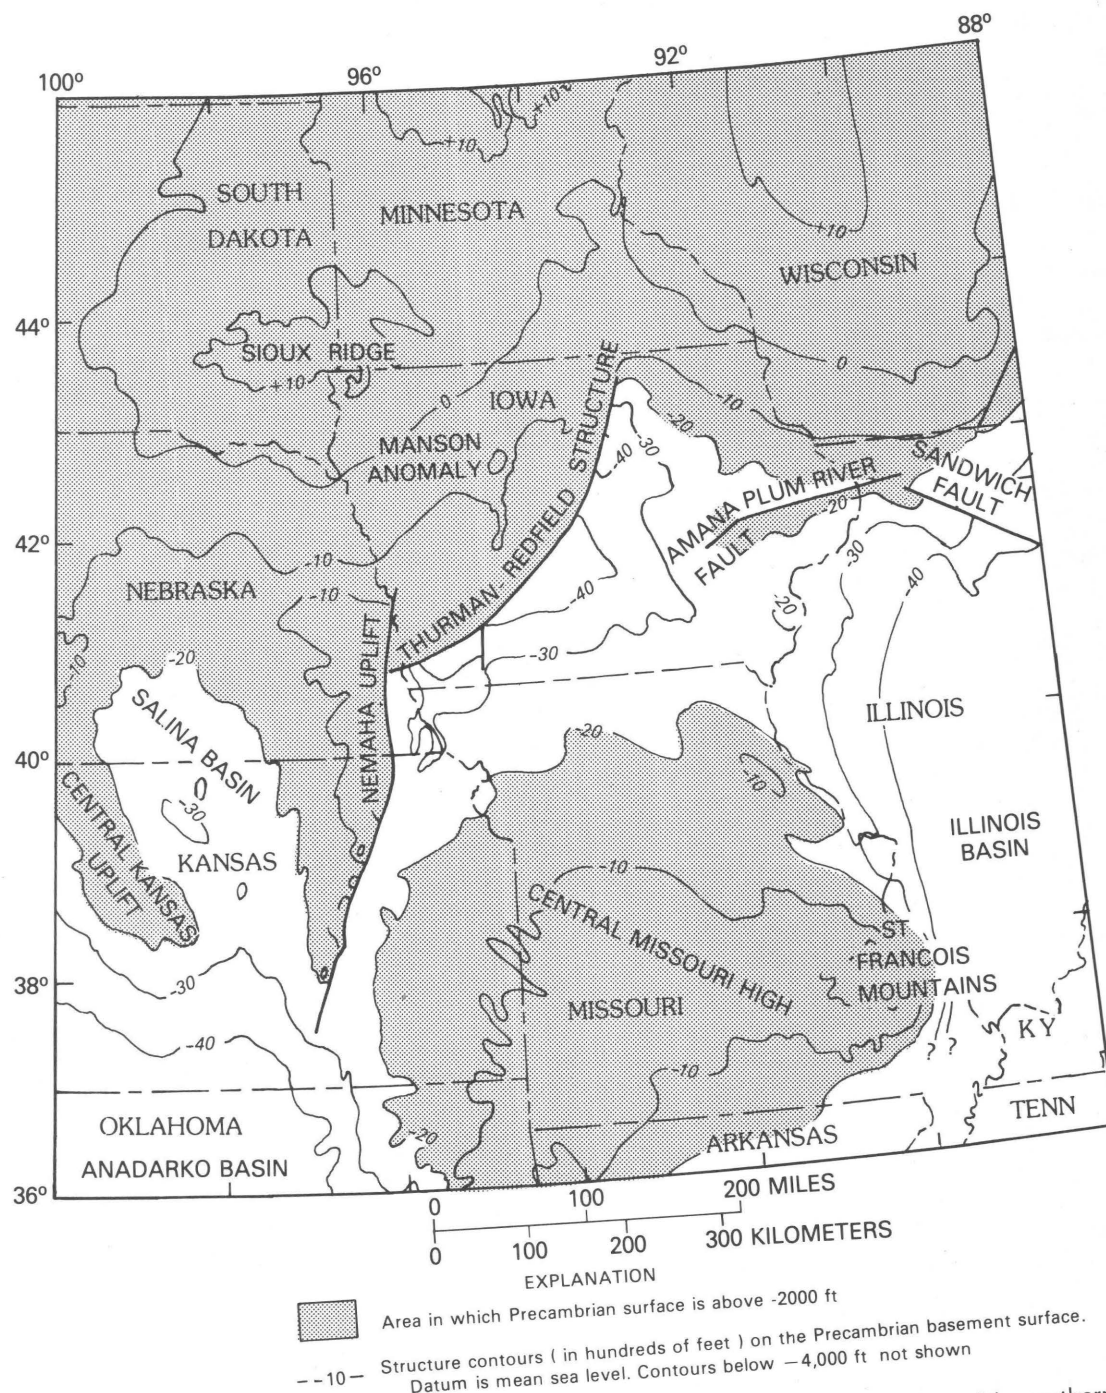 88°
92°
96°
100°
+10
+10
SOUTH
DAKOTA
MINNESOTA
+10
WISCONSIN
44°
SIOUX RIDGE
+10
0
0
IOWA
-10
-20
MANSON
ANOMALY
THURMAN-REDFIELD STRUCTURE
-30
-40
SANDWICH
FAULT
AMANA PLUM RIVER
FAULT
-20
42°
-10
-30
-40
NEBRASKA
-10
-40
-20
-10
-20
-30
NEMAHA UPLIFT
SALINA BASIN
ILLINOIS
-20
40°
-10
CENTRAL KANSAS
UPLIFT
-30
KANSAS
ILLINOIS
BASIN
-10
CENTRAL MISSOURI HIGH
ST
FRANCOIS
MOUNTAINS
38°
-30
MISSOURI
KY
-40
? ?
-10
TENN
OKLAHOMA
-20
ARKANSAS
ANADARKO BASIN
36°
0 100 200 MILES
0 100 200 300 KILOMETERS
EXPLANATION
Area in which Precambrian surface is above -2000 ft
--10— Structure contours ( in hundreds of feet ) on the Precambrian basement surface.
Datum is mean sea level. Contours below —4,000 ft not shown